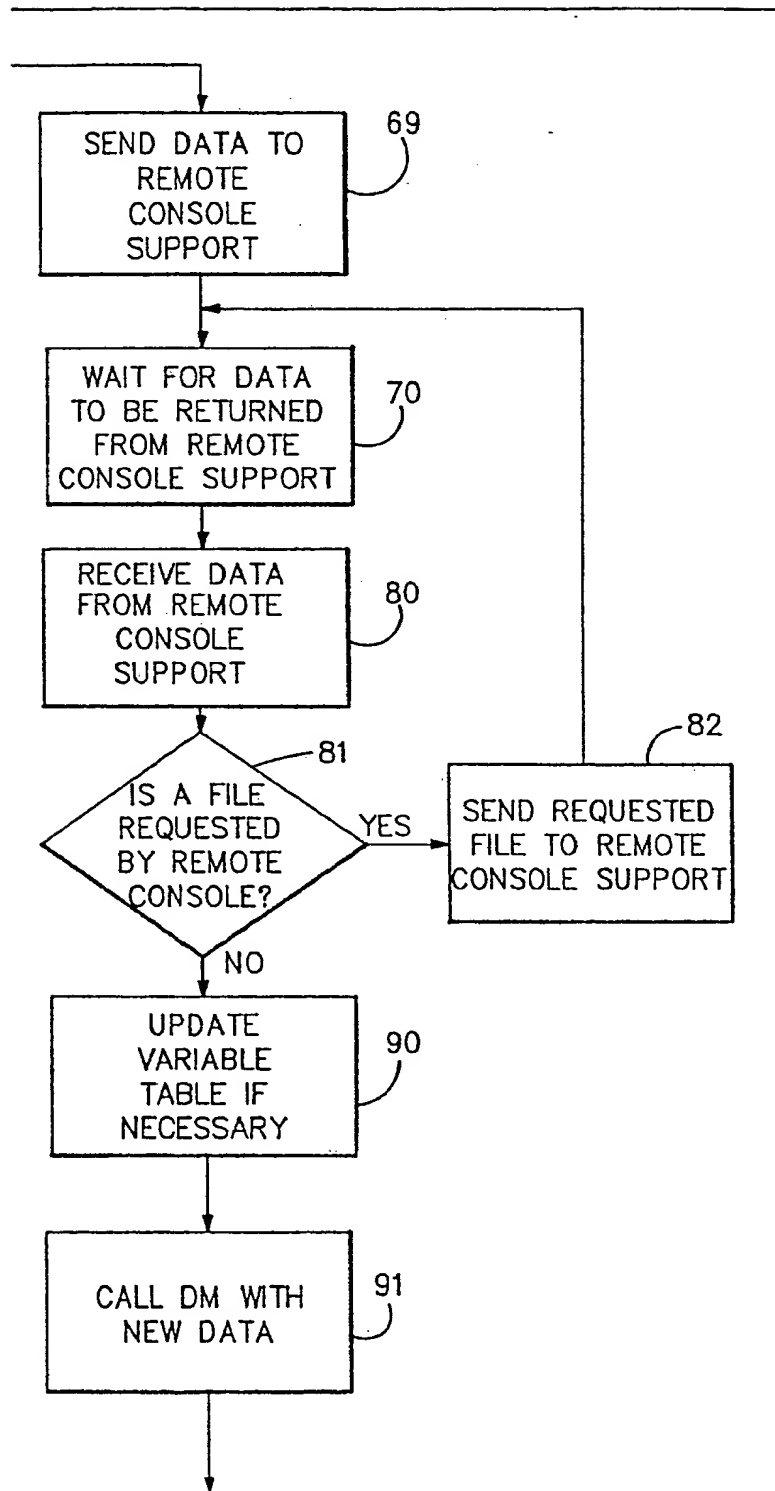 SEND DATA TO
REMOTE
CONSOLE
SUPPORT
69
WAIT FOR DATA
TO BE RETURNED
FROM REMOTE
CONSOLE SUPPORT
70
RECEIVE DATA
FROM REMOTE
CONSOLE
SUPPORT
80
IS A FILE
REQUESTED
BY REMOTE
CONSOLE?
81
YES
SEND REQUESTED
FILE TO REMOTE
CONSOLE SUPPORT
82
NO
UPDATE
VARIABLE
TABLE IF
NECESSARY
90
CALL DM WITH
NEW DATA
91